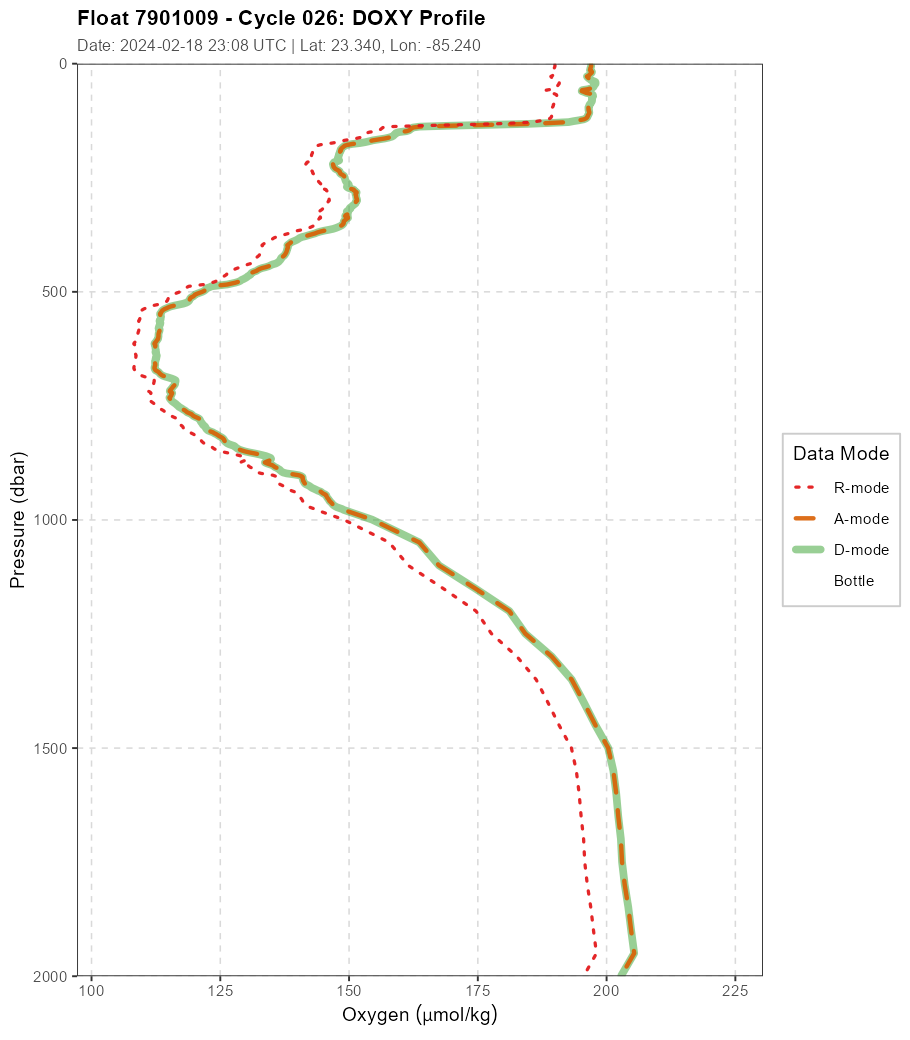 Float 7901009 - Cycle 026: DOXY Profile
Date: 2024-02-18 23:08 UTC | Lat: 23.340, Lon: -85.240
0
500
1000
1500
2000
Pressure (dbar)
100 125 150 175 200 225
Oxygen (μmol/kg)
Data Mode
R-mode
A-mode
D-mode
Bottle